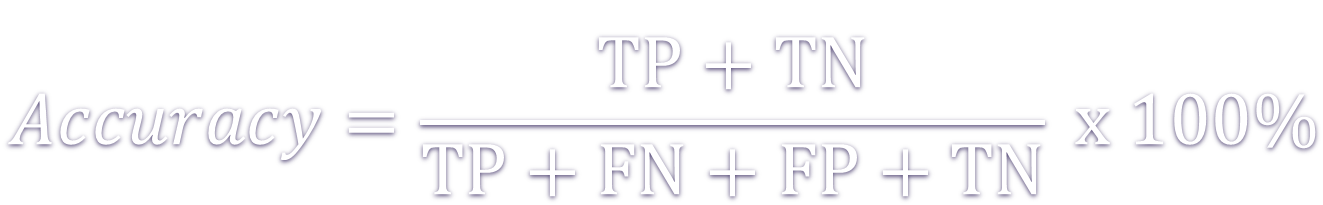 Accuracy = TP + TN / TP + FN + FP + TN x 100%